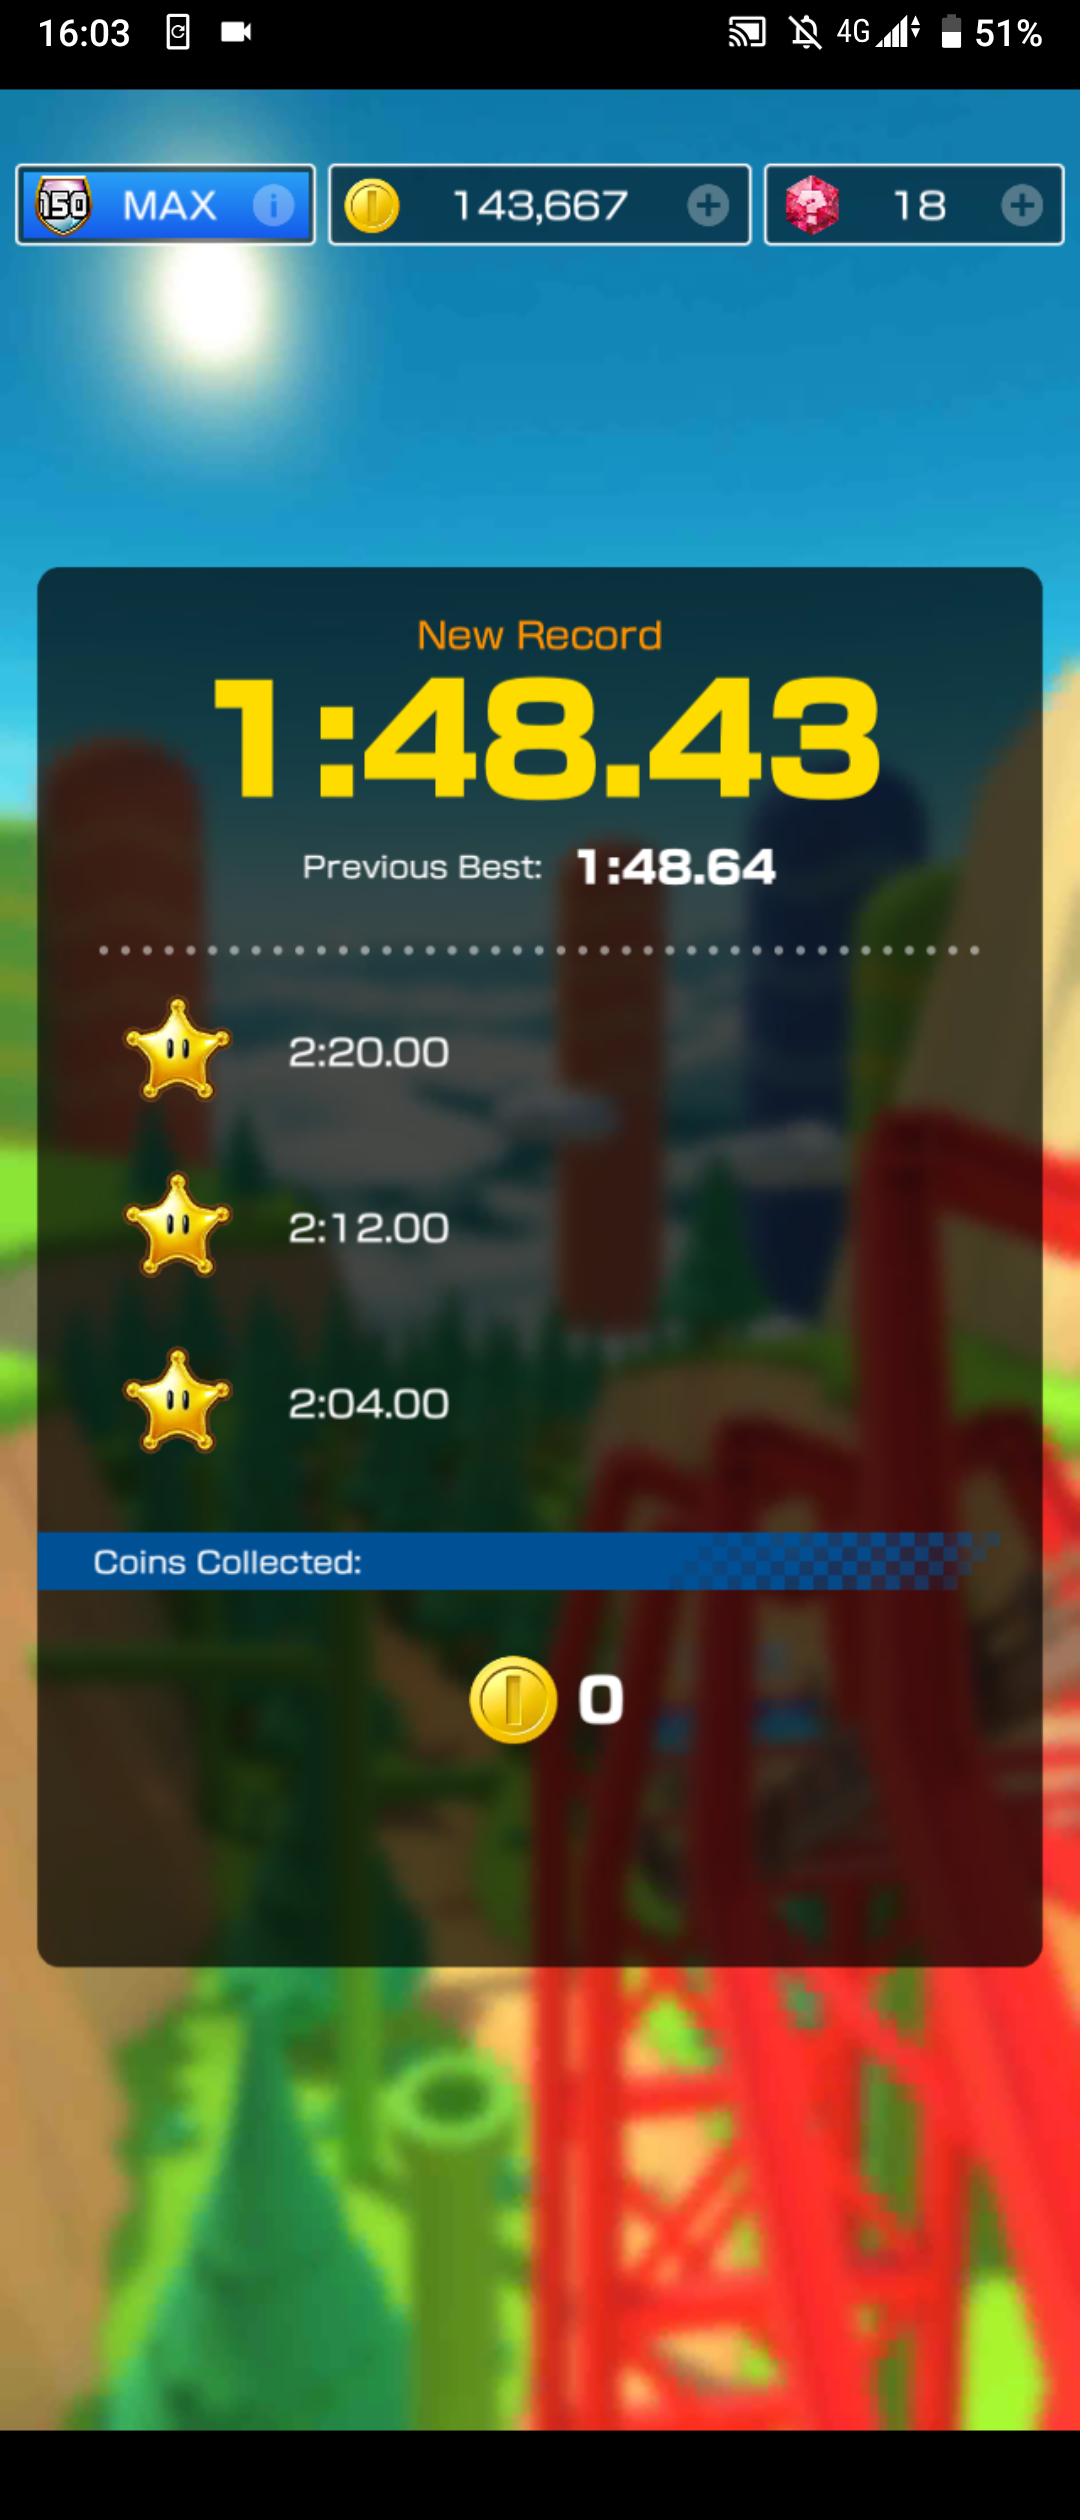 16:03 4G 51%
150 MAX i 143,667 + 18 +
New Record
1:48.43
Previous Best: 1:48.64
2:20.00
2:12.00
2:04.00
Coins Collected:
0